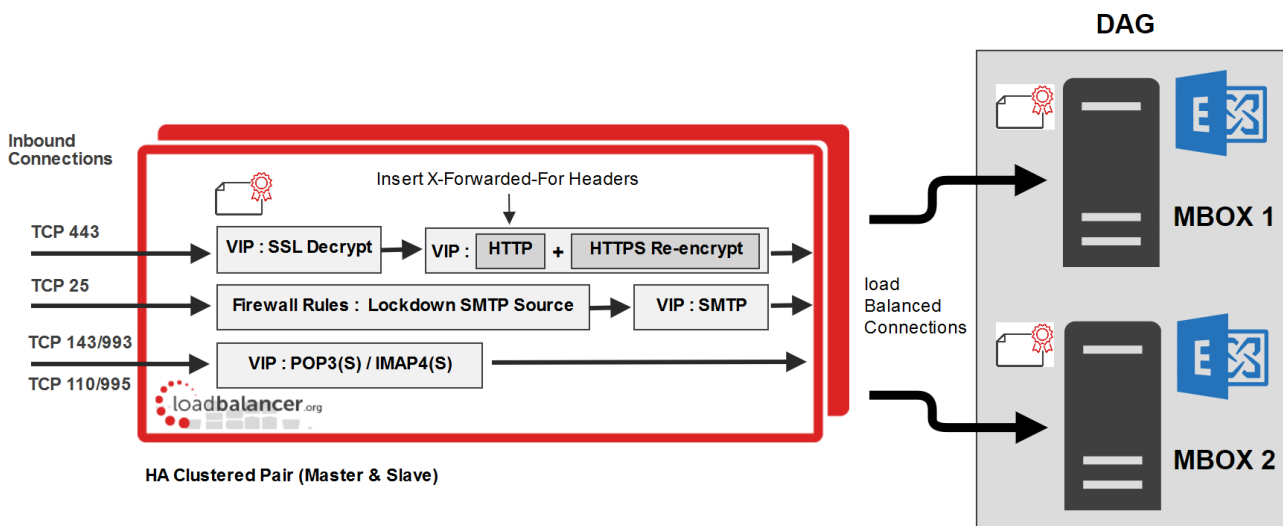 DAG
Inbound
Connections
Insert X-Forwarded-For Headers
TCP 443
VIP : SSL Decrypt
VIP :
HTTP
+
HTTPS Re-encrypt
MBOX 1
TCP 25
Firewall Rules :  Lockdown SMTP Source
VIP : SMTP
load
Balanced
Connections
TCP 143/993
TCP 110/995
VIP : POP3(S) / IMAP4(S)
loadbalancer.org
HA Clustered Pair (Master & Slave)
MBOX 2
E
E